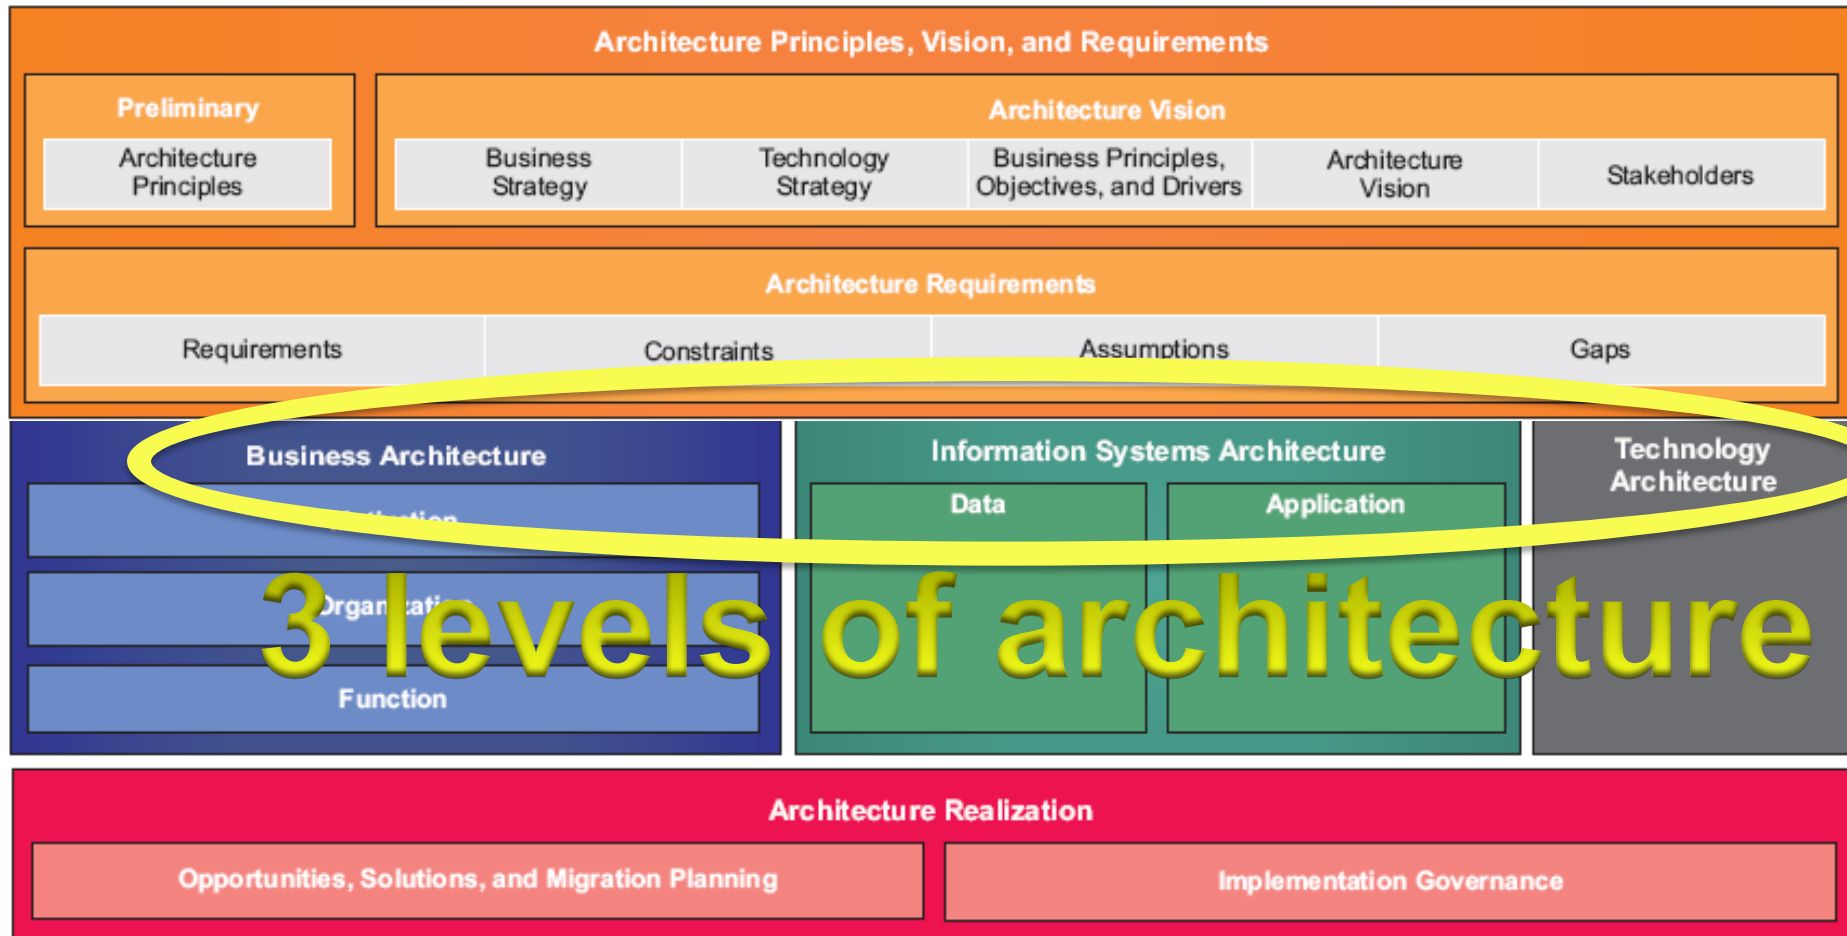 Architecture Principles, Vision, and Requirements
Preliminary
Architecture
Principles
Architecture Vision
Business
Strategy
Technology
Strategy
Business Principles,
Objectives, and Drivers
Architecture
Vision
Stakeholders
Architecture Requirements
Requirements
Constraints
Assumptions
Gaps
Business Architecture
Organization
Function
Information Systems Architecture
Data
Application
Technology
Architecture
3 levels of architecture
Architecture Realization
Opportunities, Solutions, and Migration Planning
Implementation Governance